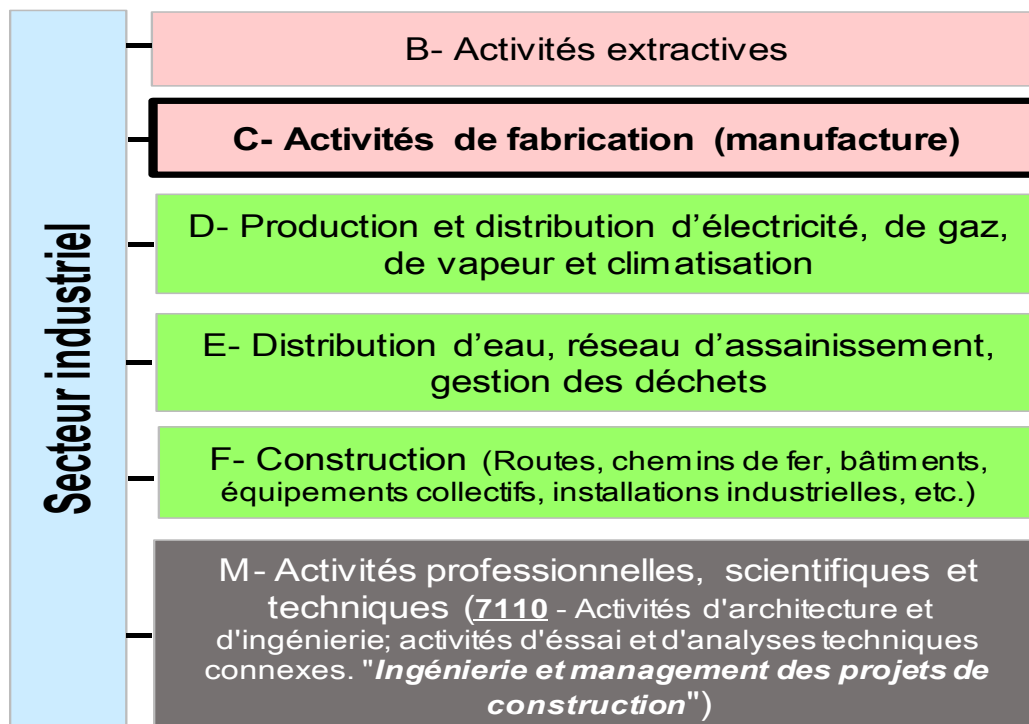 Secteur industriel
B- Activités extractives
C- Activités de fabrication (manufacture)
D- Production et distribution d'électricité, de gaz,
de vapeur et climatisation
E- Distribution d'eau, réseau d'assainissement,
gestion des déchets
F- Construction (Routes, chemins de fer, bâtiments,
équipements collectifs, installations industrielles, etc.)
M- Activités professionnelles, scientifiques et
techniques (7110 - Activités d'architecture et
d'ingénierie; activités d'éssai et d'analyses techniques
connexes. "Ingénierie et management des projets de
construction")